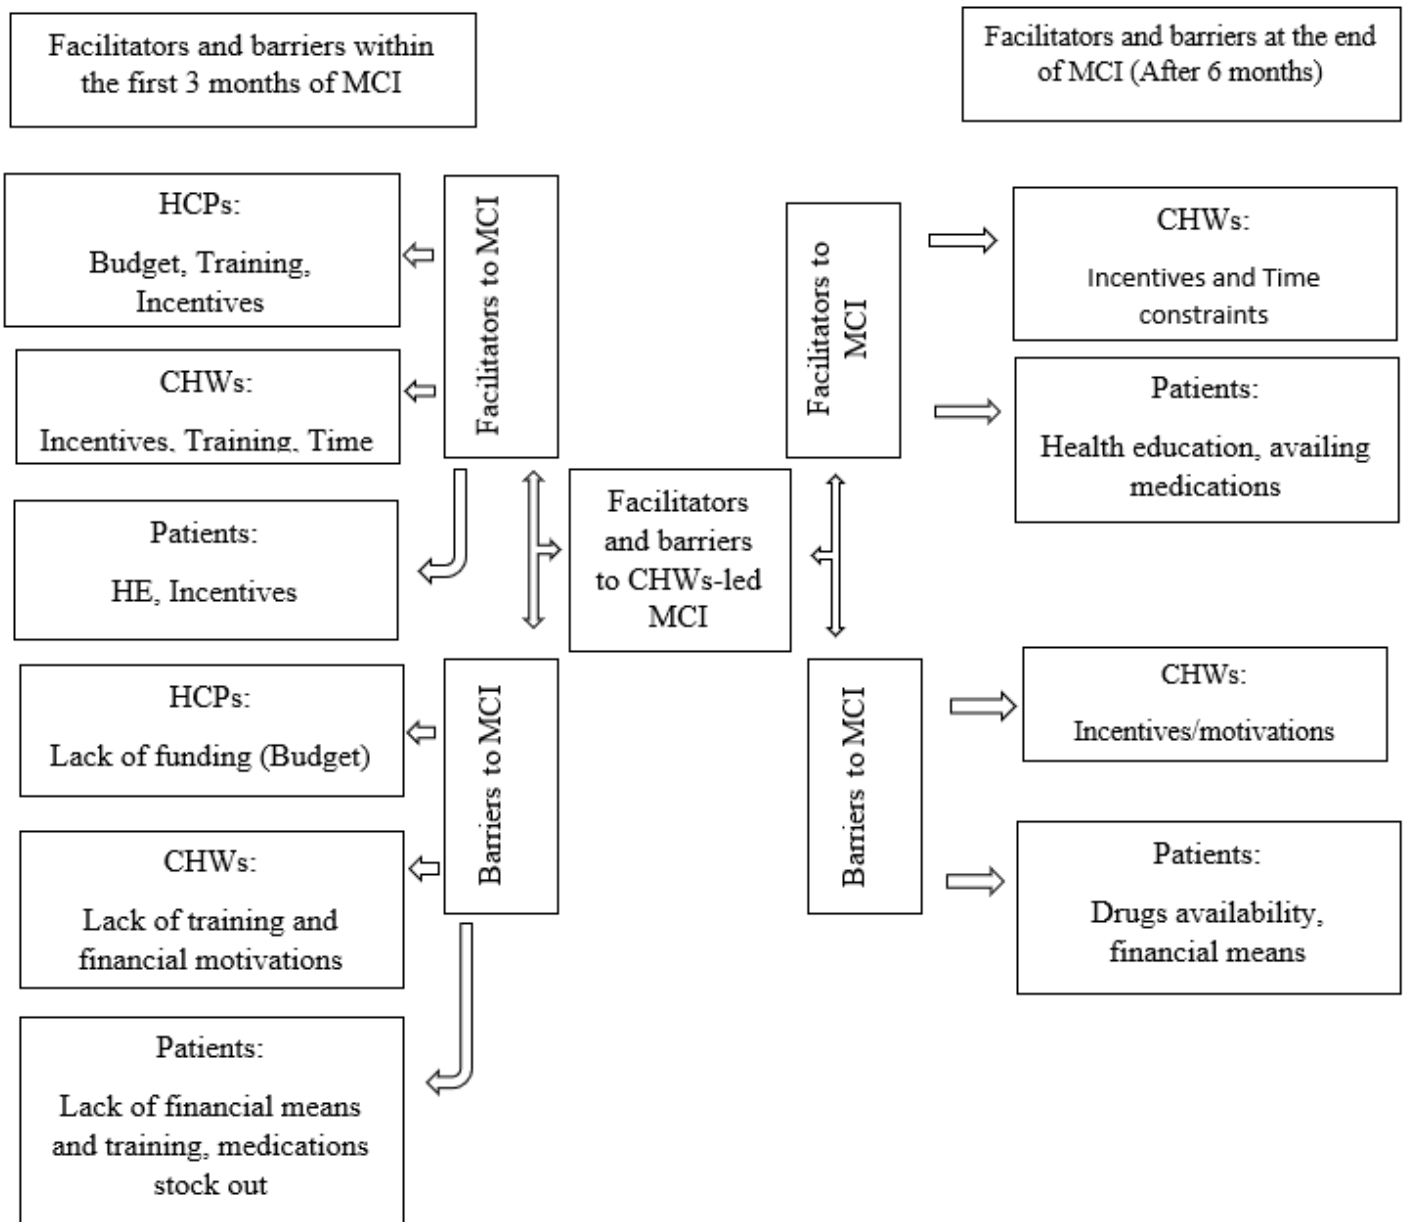 Facilitators and barriers within
the first 3 months of MCI
Facilitators and barriers at the end
of MCI (After 6 months)
HCPs:
Budget, Training,
Incentives
CHWs:
Incentives, Training, Time
Patients:
HE, Incentives
Facilitators to MCI
HCPs:
Lack of funding (Budget)
CHWs:
Lack of training and
financial motivations
Patients:
Lack of financial means
and training, medications
stock out
Barriers to MCI
Facilitators
and barriers
to CHWs-led
MCI
Facilitators to
MCI
CHWs:
Incentives and Time
constraints
Patients:
Health education, availing
medications
Barriers to MCI
CHWs:
Incentives/motivations
Patients:
Drugs availability,
financial means